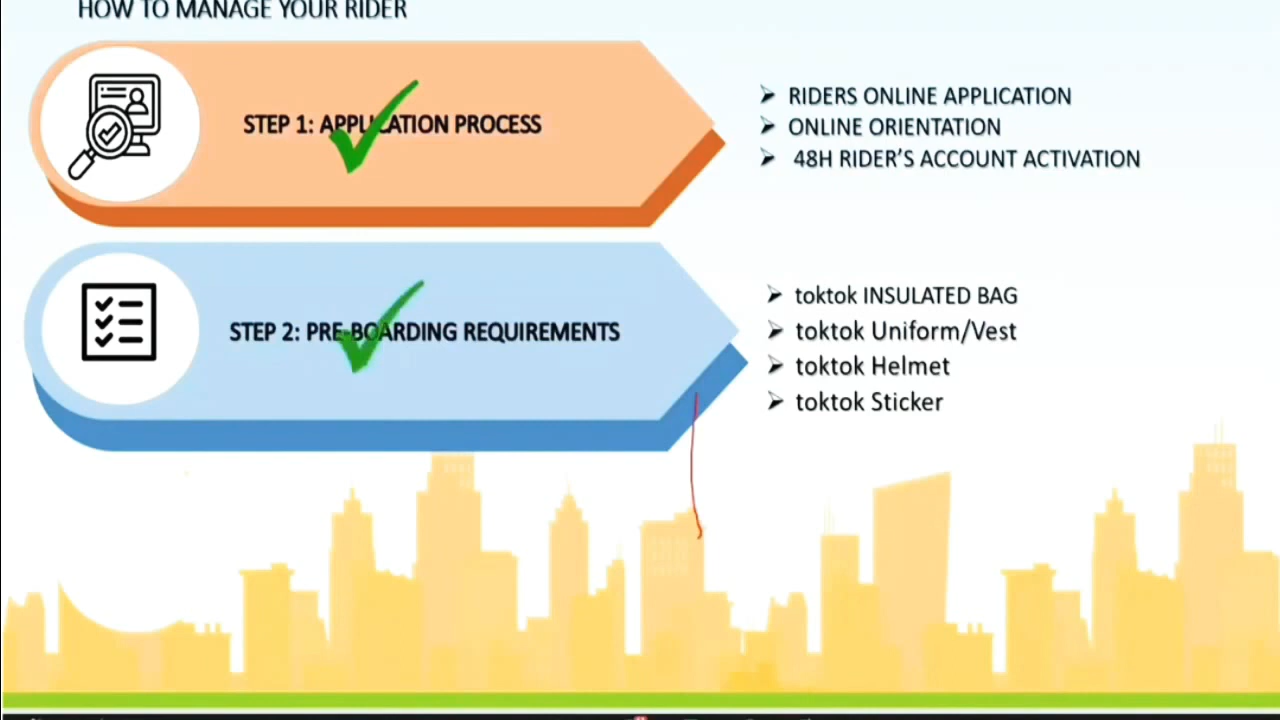 HOW TO MANAGE YOUR RIDER
STEP 1: APPLICATION PROCESS
RIDERS ONLINE APPLICATION
ONLINE ORIENTATION
48H RIDER'S ACCOUNT ACTIVATION
STEP 2: PRE-BOARDING REQUIREMENTS
toktok INSULATED BAG
toktok Uniform/Vest
toktok Helmet
toktok Sticker